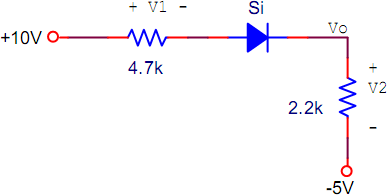 + V1 -
Si
+10V
Vo
4.7k
+
V2
2.2k
-
-5V